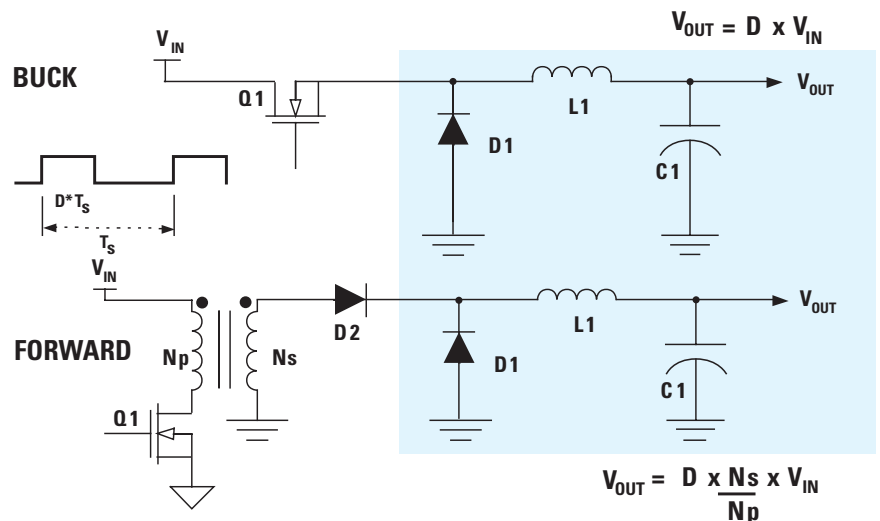 V_OUT = D x V_IN
V_IN
BUCK
Q1
L1
V_OUT
D1
C1
D*T_S
T_S
V_IN
FORWARD
Np
Ns
D2
L1
V_OUT
D1
C1
Q1
V_OUT = D x Ns x V_IN
Np